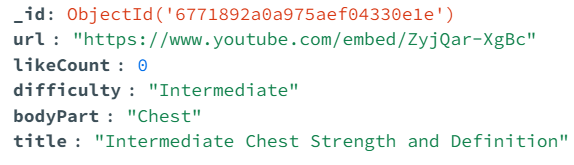 _id: ObjectId('6771892a0a975aef04330e1e')
url : "https://www.youtube.com/embed/ZyjQar-XgBc"
likeCount : 0
difficulty : "Intermediate"
bodyPart : "Chest"
title : "Intermediate Chest Strength and Definition"